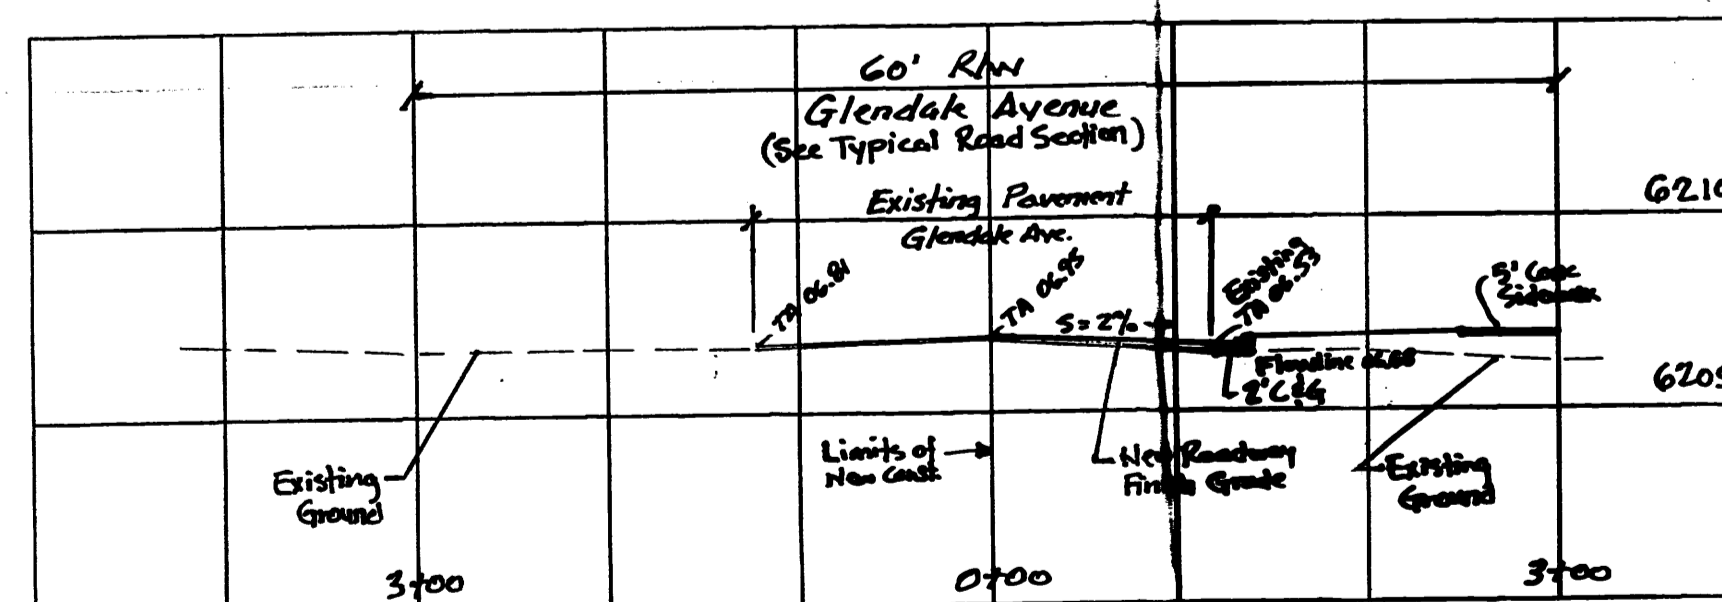 60' R/W
Glendale Avenue
(See Typical Road Section)
Existing Pavement
Glendale Ave.
6210
TA 06.81
TA 06.95
S=2%
Existing
TA 06.53
5' Conc
Sidewalk
Flowline
2' C&G
6205
Limits of
New Const.
New Roadway
Finish Grade
Existing
Ground
Existing
Ground
3+00
0+00
3+00